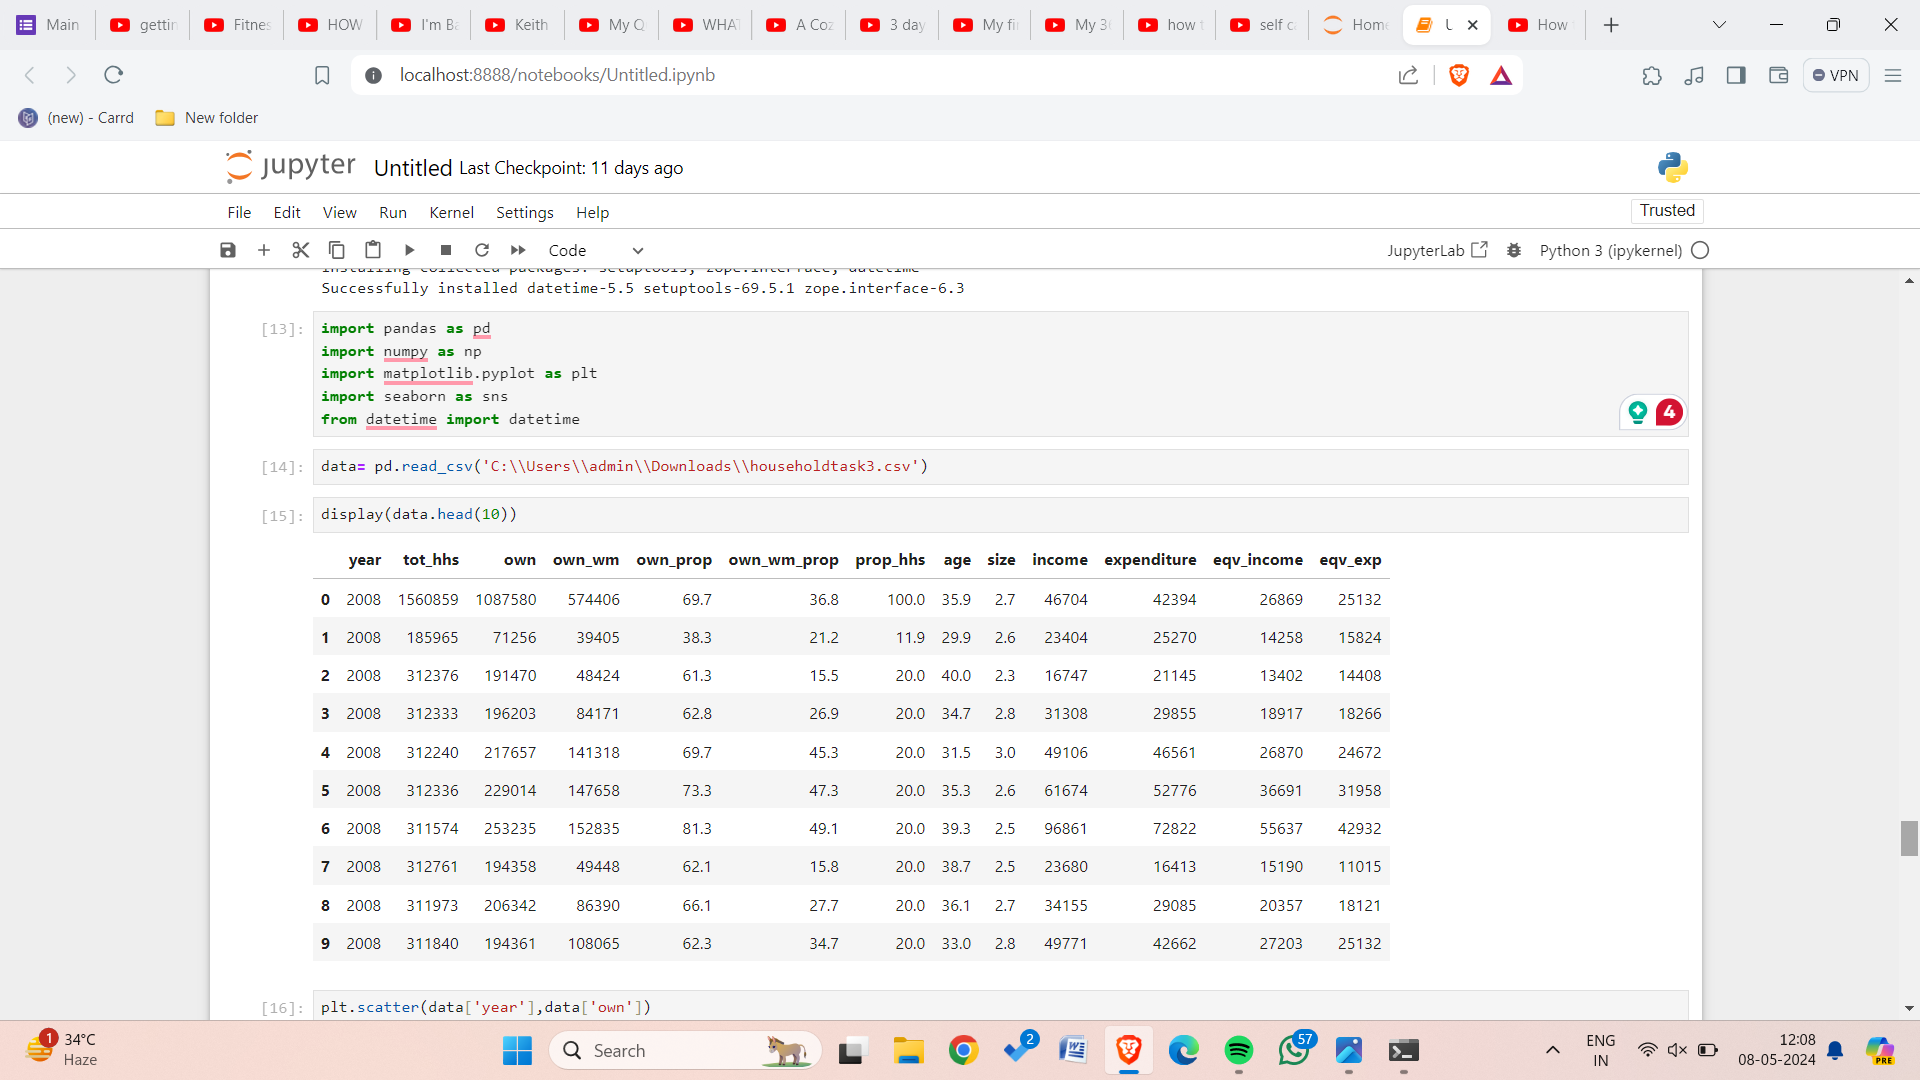 Main
gettin
Fitnes
HOW
I'm Ba
Keith
My Q
WHAT
A Coz
3 day
My fi
My 3
how t
self ca
Home
U
How
localhost:8888/notebooks/Untitled.ipynb
VPN
(new) - Carrd New folder
jupyter Untitled Last Checkpoint: 11 days ago
File Edit View Run Kernel Settings Help
Trusted
Code
JupyterLab Python 3 (ipykernel)
Installing collected packages: setuptools, zope.interface, datetime
Successfully installed datetime-5.5 setuptools-69.5.1 zope.interface-6.3
[13]: import pandas as pd
import numpy as np
import matplotlib.pyplot as plt
import seaborn as sns
from datetime import datetime
4
[14]: data= pd.read_csv('C:\\Users\\admin\\Downloads\\householdtask3.csv')
[15]: display(data.head(10))
year tot_hhs own own_wm own_prop own_wm_prop prop_hhs age size income expenditure eqv_income eqv_exp
0 2008 1560859 1087580 574406 69.7 36.8 100.0 35.9 2.7 46704 42394 26869 25132
1 2008 185965 71256 39405 38.3 21.2 11.9 29.9 2.6 23404 25270 14258 15824
2 2008 312376 191470 48424 61.3 15.5 20.0 40.0 2.3 16747 21145 13402 14408
3 2008 312333 196203 84171 62.8 26.9 20.0 34.7 2.8 31308 29855 18917 18266
4 2008 312240 217657 141318 69.7 45.3 20.0 31.5 3.0 49106 46561 26870 24672
5 2008 312336 229014 147658 73.3 47.3 20.0 35.3 2.6 61674 52776 36691 31958
6 2008 311574 253235 152835 81.3 49.1 20.0 39.3 2.5 96861 72822 55637 42932
7 2008 312761 194358 49448 62.1 15.8 20.0 38.7 2.5 23680 16413 15190 11015
8 2008 311973 206342 86390 66.1 27.7 20.0 36.1 2.7 34155 29085 20357 18121
9 2008 311840 194361 108065 62.3 34.7 20.0 33.0 2.8 49771 42662 27203 25132
[16]: plt.scatter(data['year'],data['own'])
1
34°C
Haze
Search
2
57
ENG
IN
12:08
08-05-2024
PRE